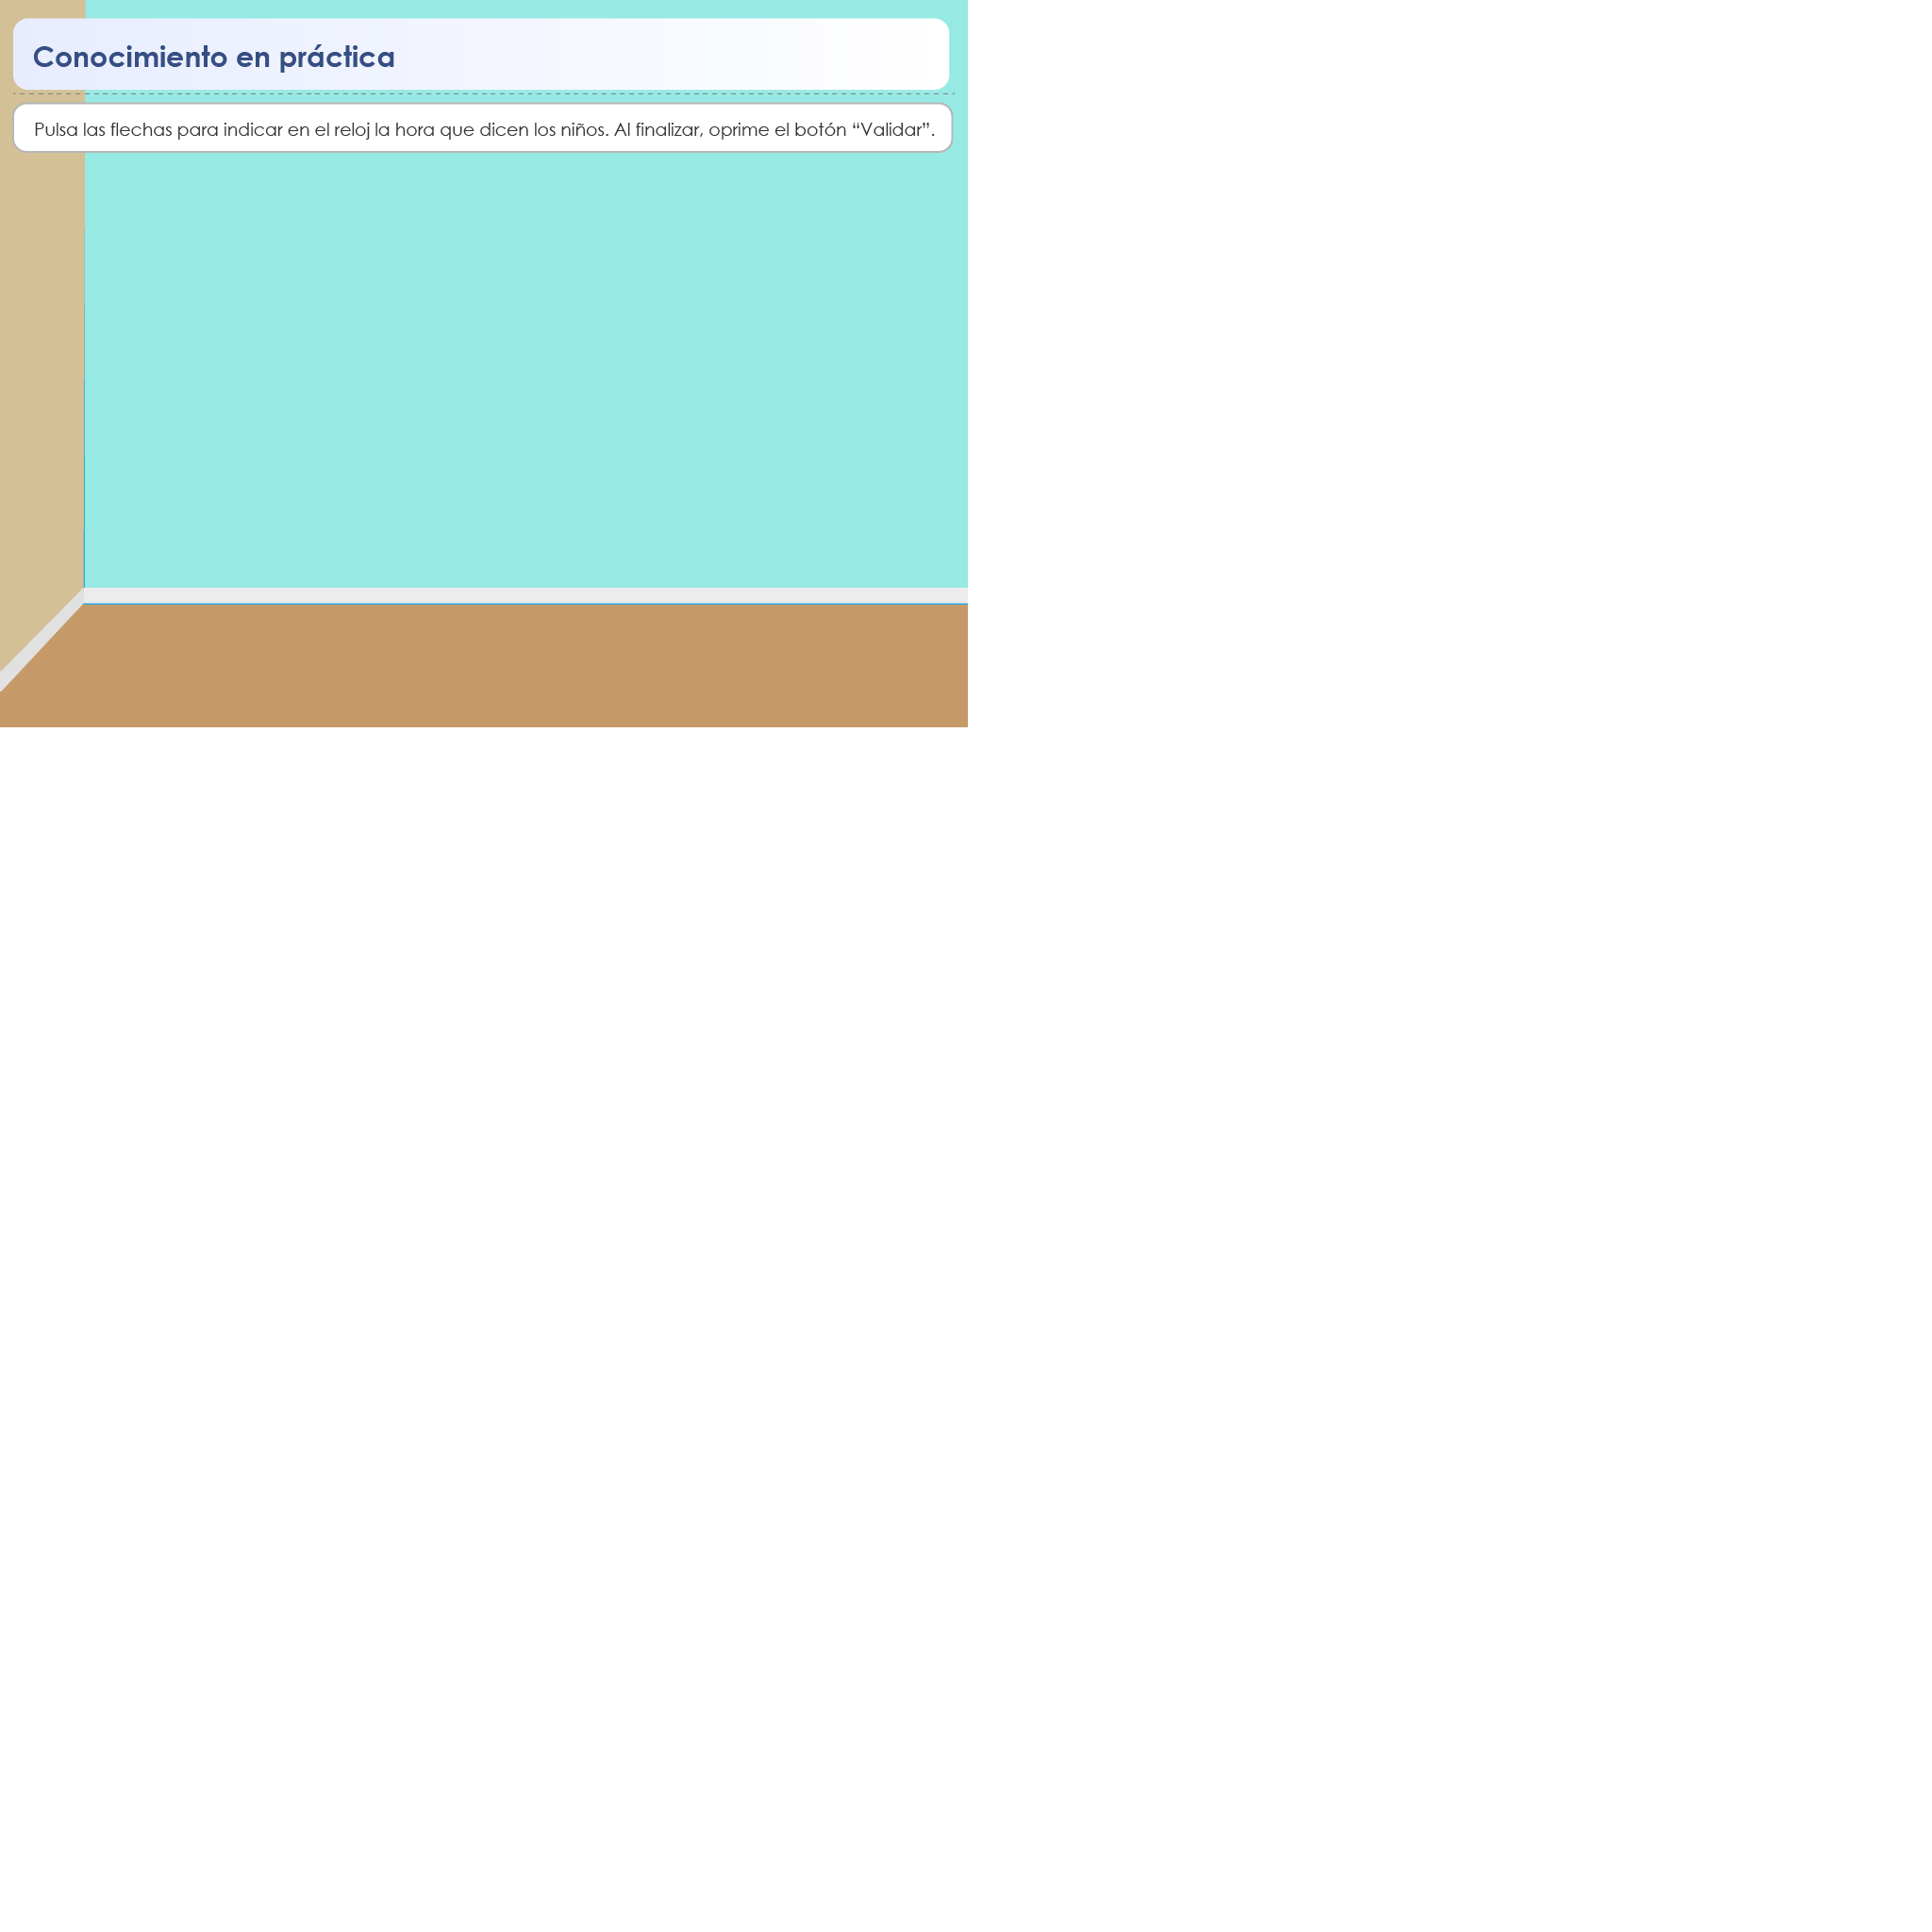 Conocimiento en práctica
Pulsa las flechas para indicar en el reloj la hora que dicen los niños. Al finalizar, oprime el botón “Validar”.